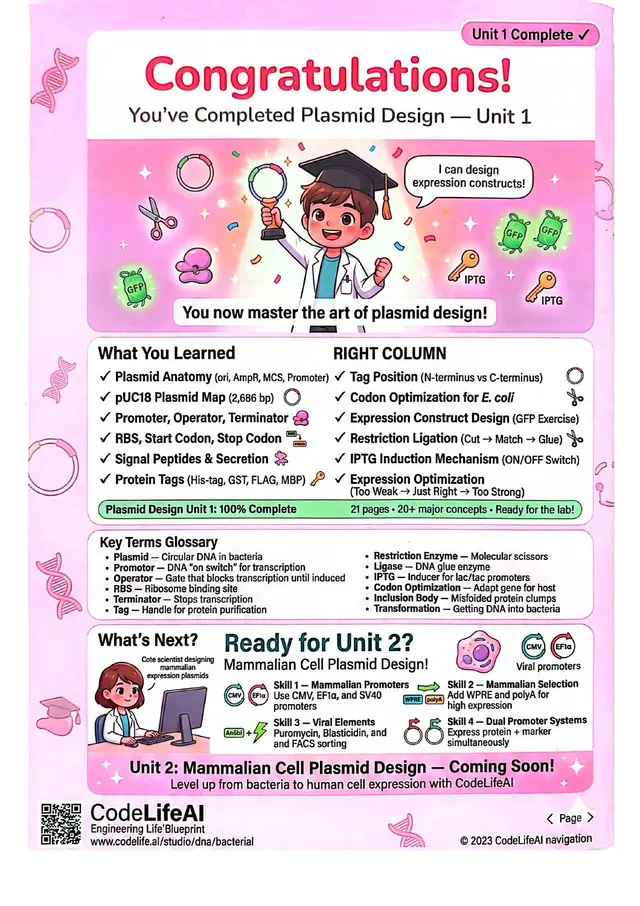 Unit 1 Complete ✓
Congratulations!
You've Completed Plasmid Design — Unit 1
I can design
expression constructs!
GFP
GFP
GFP
IPTG
IPTG
You now master the art of plasmid design!
What You Learned
✓ Plasmid Anatomy (ori, AmpR, MCS, Promoter)
✓ pUC18 Plasmid Map (2,686 bp)
✓ Promoter, Operator, Terminator
✓ RBS, Start Codon, Stop Codon
✓ Signal Peptides & Secretion
✓ Protein Tags (His-tag, GST, FLAG, MBP)
RIGHT COLUMN
✓ Tag Position (N-terminus vs C-terminus)
✓ Codon Optimization for E. coli
✓ Expression Construct Design (GFP Exercise)
✓ Restriction Ligation (Cut → Match → Glue)
✓ IPTG Induction Mechanism (ON/OFF Switch)
✓ Expression Optimization
(Too Weak → Just Right → Too Strong)
Plasmid Design Unit 1: 100% Complete
21 pages • 20+ major concepts • Ready for the lab!
Key Terms Glossary
• Plasmid — Circular DNA in bacteria
• Promotor — DNA "on switch" for transcription
• Operator — Gate that blocks transcription until induced
• RBS — Ribosome binding site
• Terminator — Stops transcription
• Tag — Handle for protein purification
• Restriction Enzyme — Molecular scissors
• Ligase — DNA glue enzyme
• IPTG — Inducer for lac/tac promoters
• Codon Optimization — Adapt gene for host
• Inclusion Body — Misfolded protein clumps
• Transformation — Getting DNA into bacteria
What's Next?
Cote scientist designing
mammalian
expression plasmids
Ready for Unit 2?
Mammalian Cell Plasmid Design!
CMV
EF1α
Viral promoters
CMV
EF1α
Skill 1 — Mammalian Promoters
Use CMV, EF1α, and SV40
promoters
WPRE
polyA
Skill 2 — Mammalian Selection
Add WPRE and polyA for
high expression
Skill 3 — Viral Elements
Puromycin, Blasticidin, and
and FACS sorting
Skill 4 — Dual Promoter Systems
Express protein + marker
simultaneously
Unit 2: Mammalian Cell Plasmid Design — Coming Soon!
Level up from bacteria to human cell expression with CodeLifeAI
CodeLifeAI
Engineering Life'Blueprint
www.codelife.al/studio/dna/bacterial
< Page >
© 2023 CodeLifeAI navigation